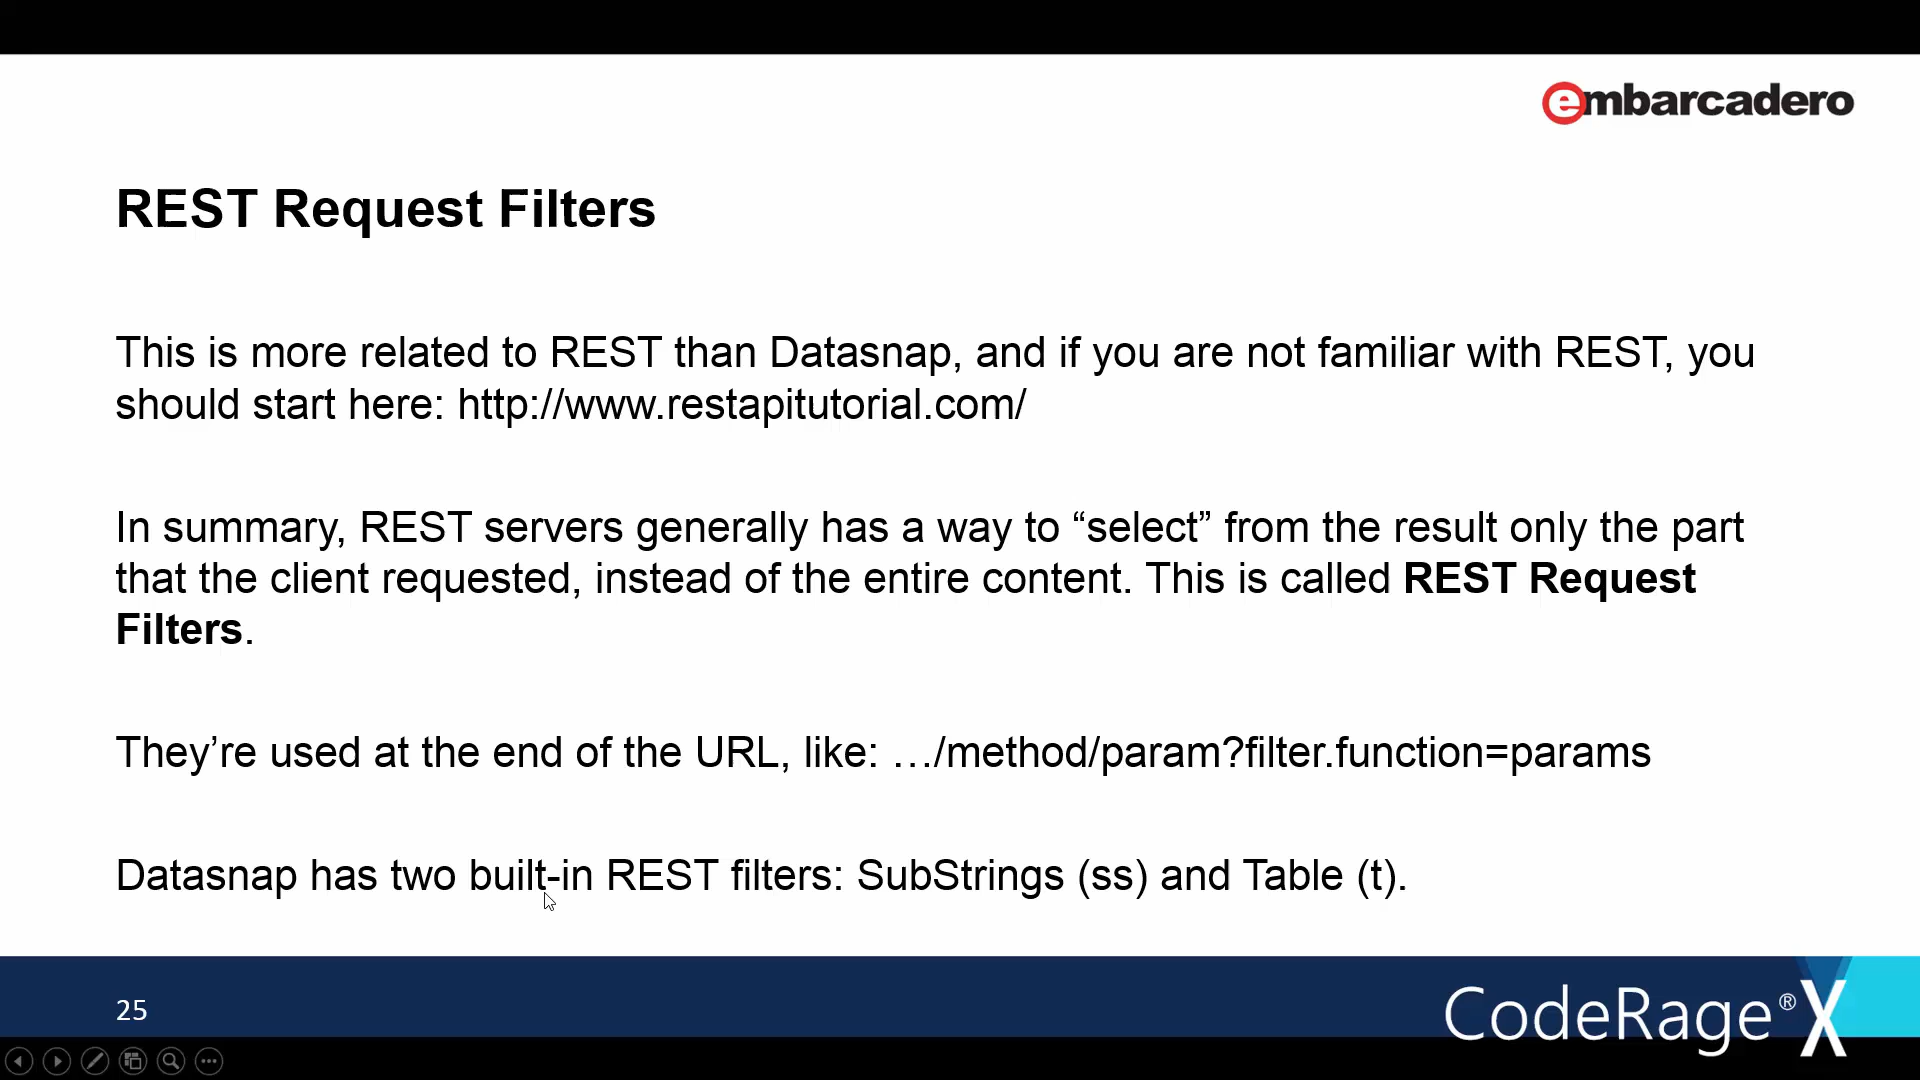 embarcadero
REST Request Filters
This is more related to REST than Datasnap, and if you are not familiar with REST, you
should start here: http://www.restapitutorial.com/
In summary, REST servers generally has a way to “select” from the result only the part
that the client requested, instead of the entire content. This is called REST Request
Filters.
They’re used at the end of the URL, like: …/method/param?filter.function=params
Datasnap has two built-in REST filters: SubStrings (ss) and Table (t).
25
CodeRage® X